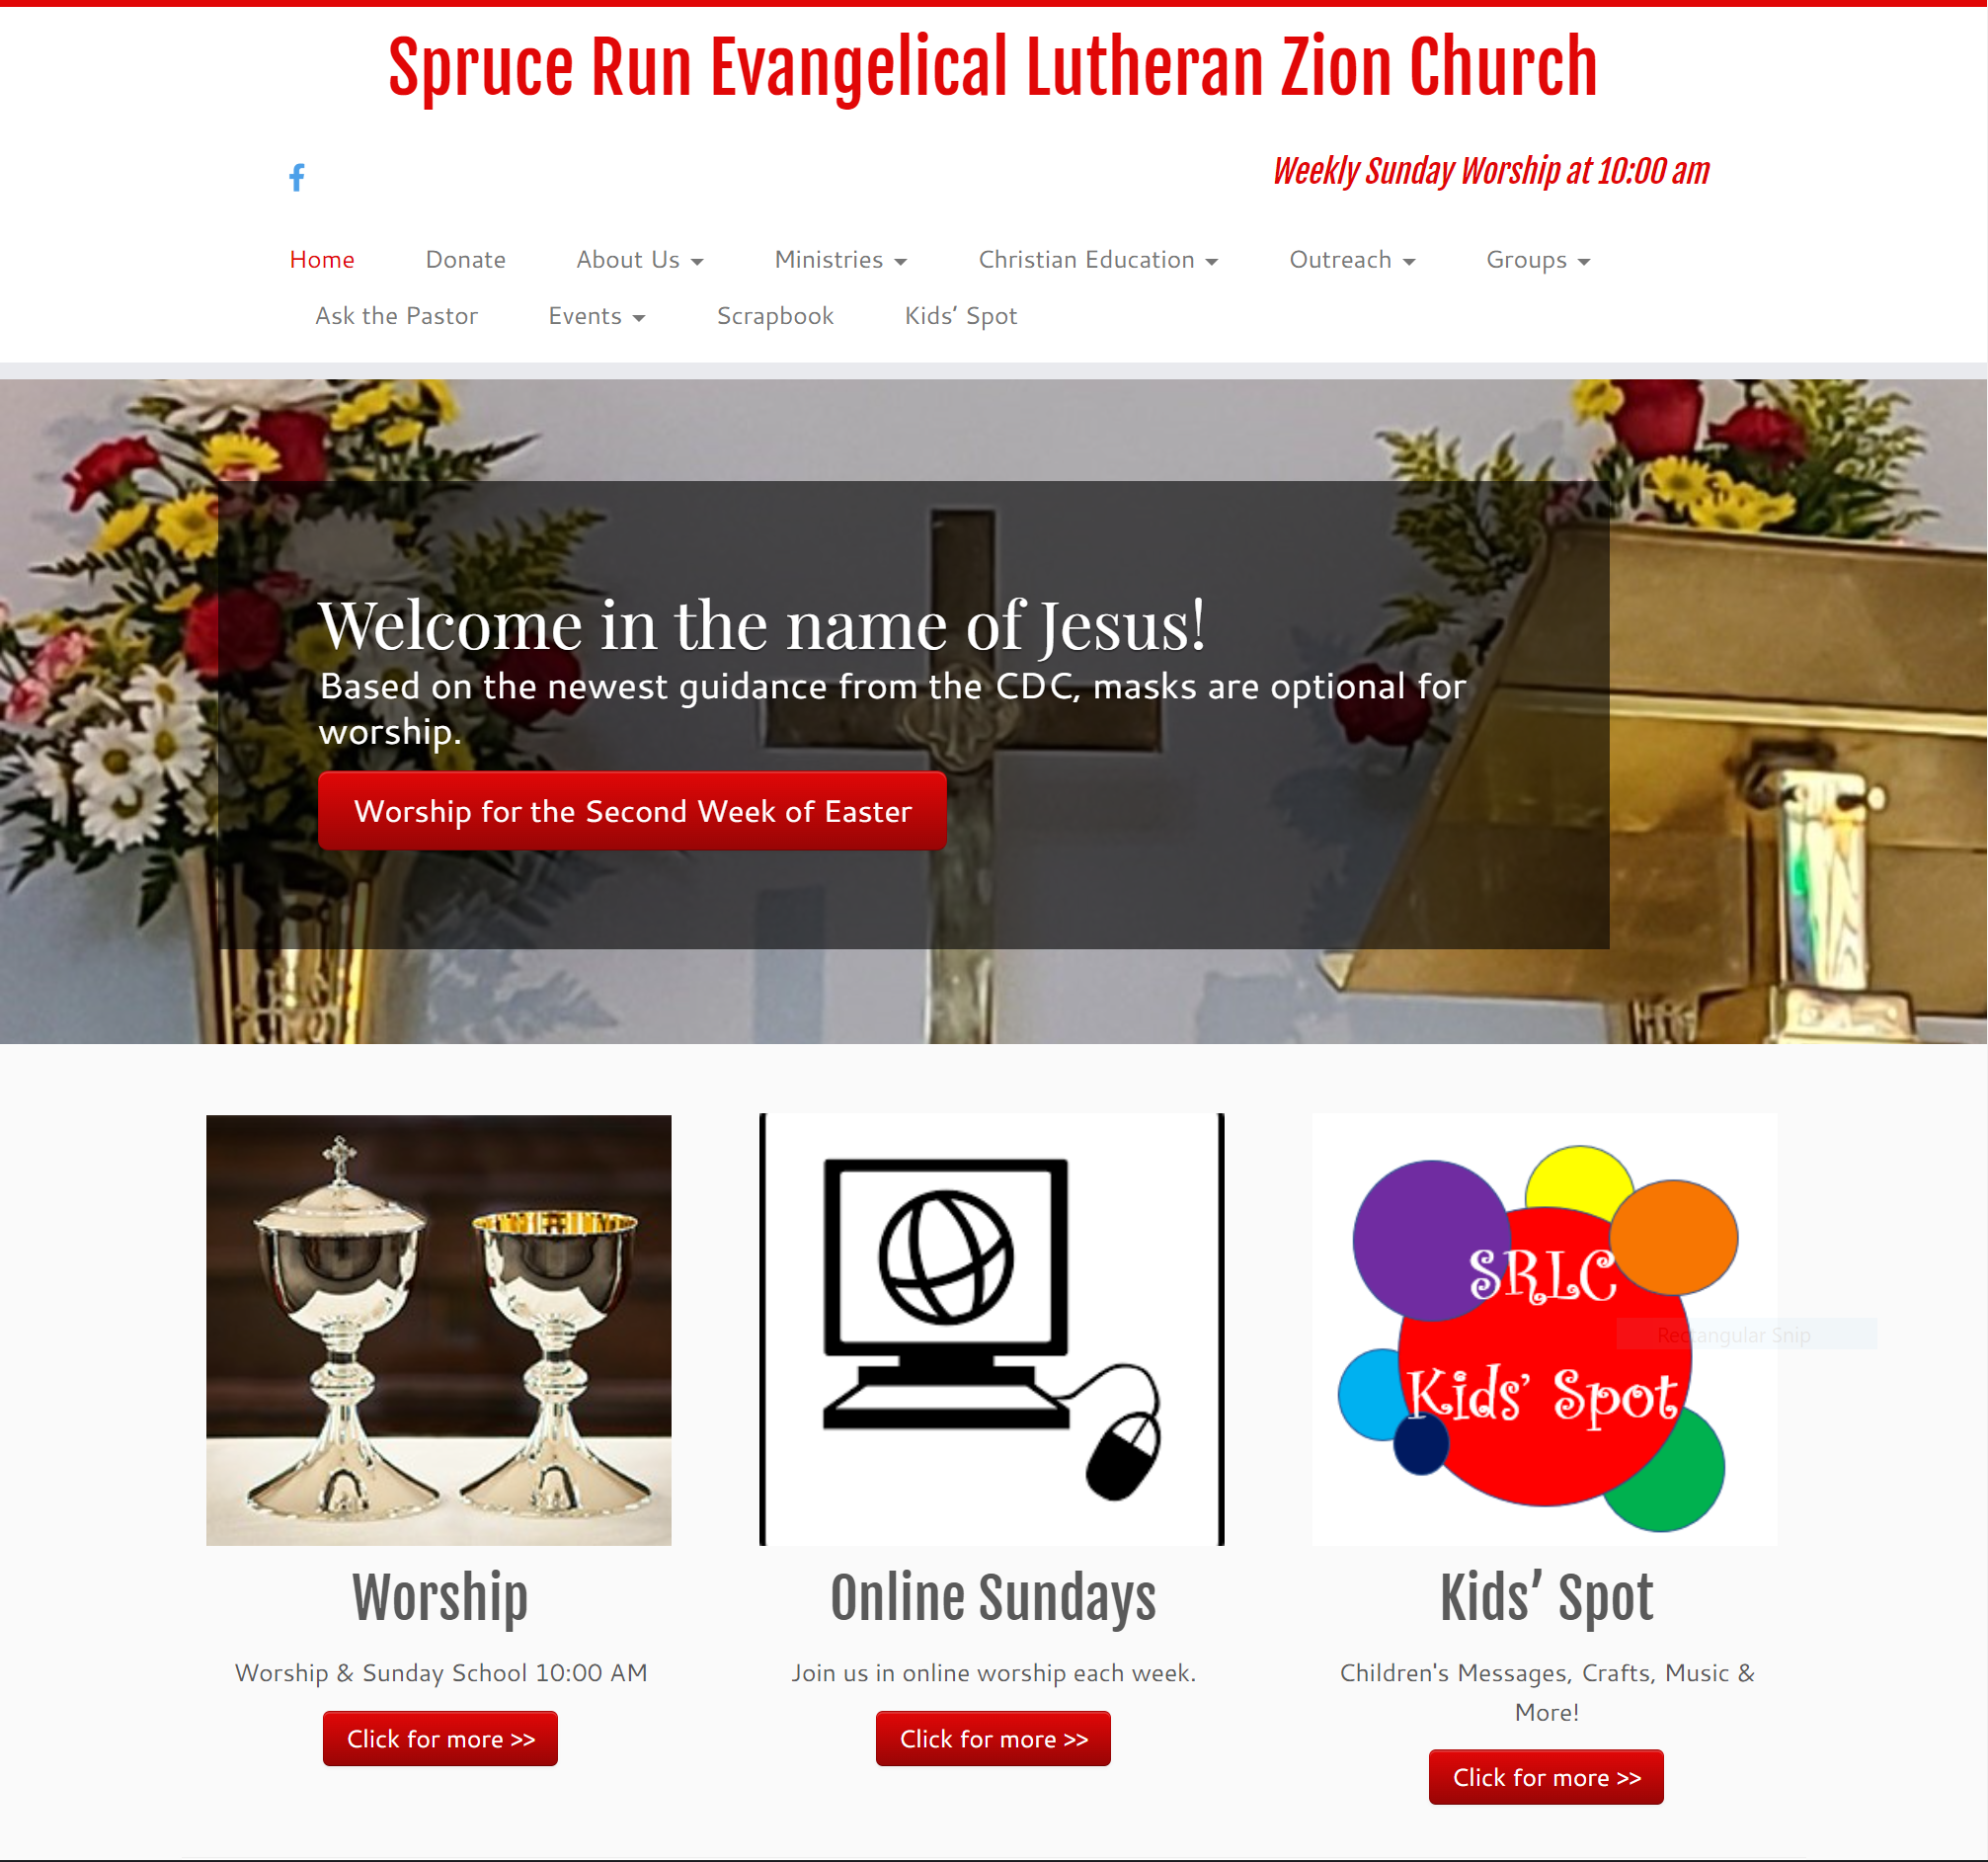 Spruce Run Evangelical Lutheran Zion Church
Weekly Sunday Worship at 10:00 am
Home Donate About Us Ministries Christian Education Outreach Groups
Ask the Pastor Events Scrapbook Kids' Spot
Welcome in the name of Jesus!
Based on the newest guidance from the CDC, masks are optional for
worship.
Worship for the Second Week of Easter
SRLC
Kids' Spot
Rectangular Snip
Worship
Worship & Sunday School 10:00 AM
Click for more >>
Online Sundays
Join us in online worship each week.
Click for more >>
Kids' Spot
Children's Messages, Crafts, Music &
More!
Click for more >>